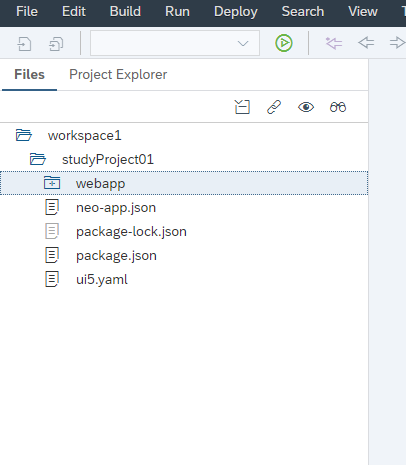 File Edit Build Run Deploy Search View
Files Project Explorer
workspace1
studyProject01
webapp
neo-app.json
package-lock.json
package.json
ui5.yaml